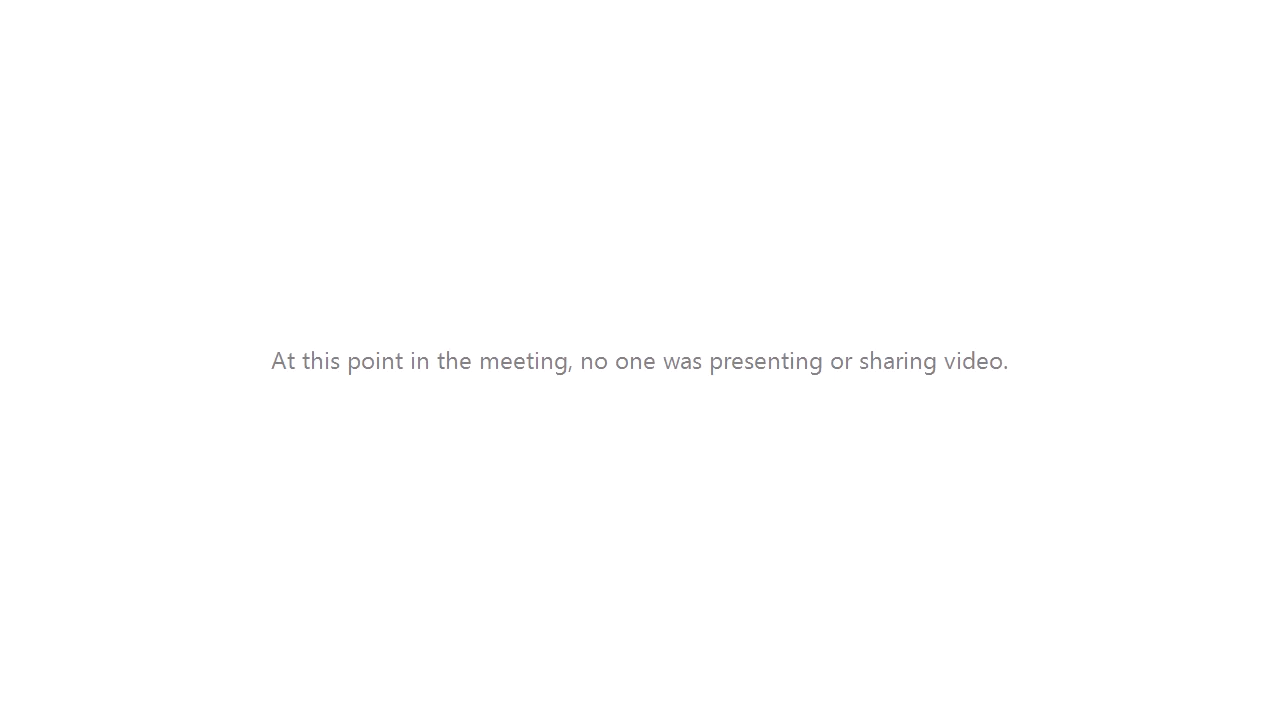 At this point in the meeting, no one was presenting or sharing video.